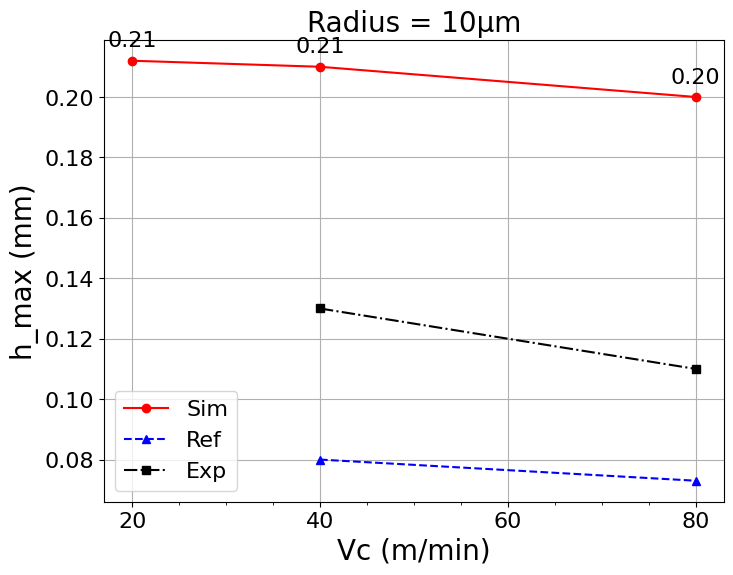 Radius = 10μm
0.21
0.21
0.20
0.20
0.18
0.16
0.14
0.12
0.10
0.08
h_max (mm)
Sim
Ref
Exp
20
40
60
80
Vc (m/min)